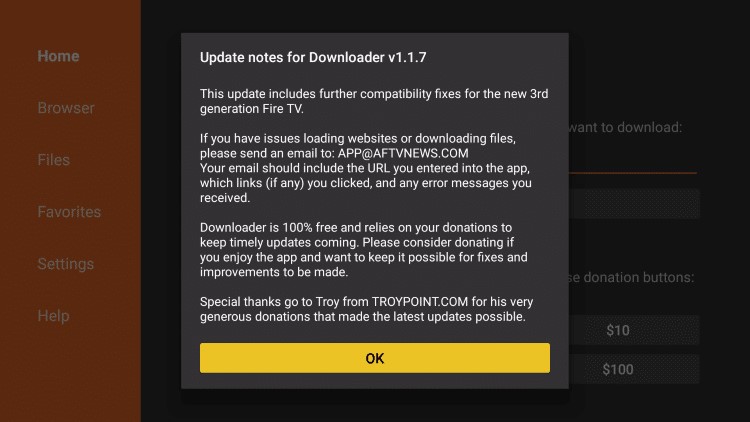 Home
Browser
Files
Favorites
Settings
Help
Update notes for Downloader v1.1.7
This update includes further compatibility fixes for the new 3rd
generation Fire TV.
If you have issues loading websites or downloading files,
please send an email to: APP@AFTVNEWS.COM
Your email should include the URL you entered into the app,
which links (if any) you clicked, and any error messages you
received.
Downloader is 100% free and relies on your donations to
keep timely updates coming. Please consider donating if
you enjoy the app and want to keep it possible for fixes and
improvements to be made.
Special thanks go to Troy from TROYPOINT.COM for his very
generous donations that made the latest updates possible.
OK
want to download:
se donation buttons:
$10
$100